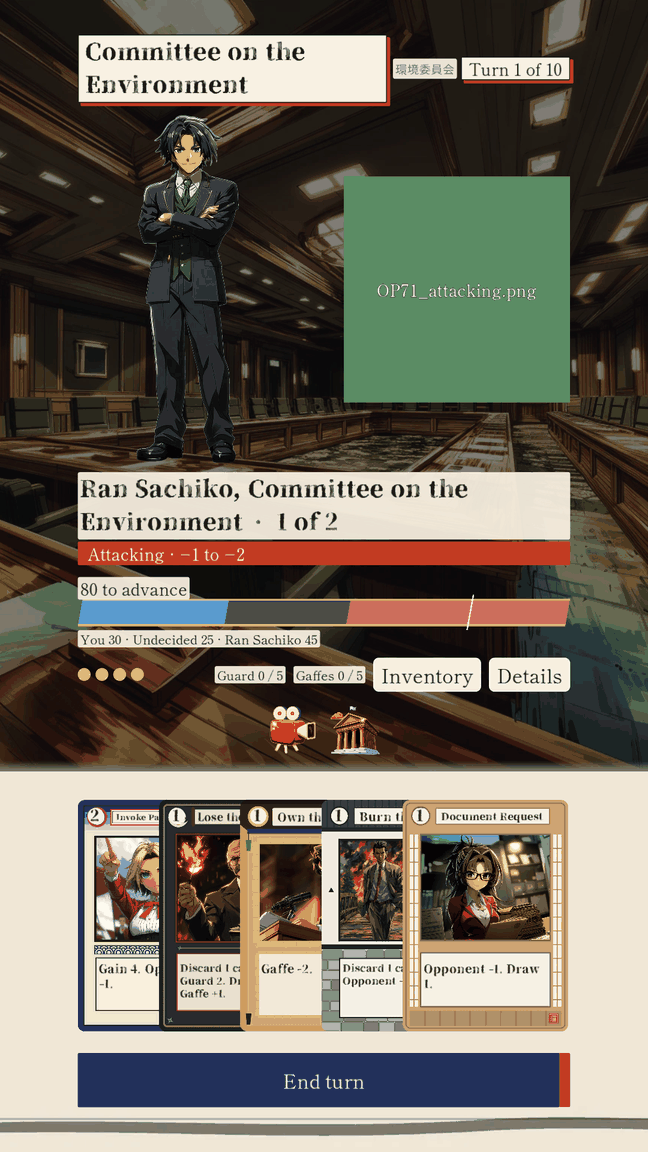 Committee on the
Environment
環境委員会
Turn 1 of 10
OP71_attacking.png
Ran Sachiko, Committee on the
Environment · 1 of 2
Attacking · −1 to −2
80 to advance
You 30 · Undecided 25 · Ran Sachiko 45
Guard 0 / 5
Gaffes 0 / 5
Inventory
Details
2
Invoke Pa
Gain 4. Op
-1.
1
Lose th
Discard 1 ca
Guard 2. Dr
Gaffe +1.
1
Own th
Gaffe -2.
1
Burn t
Discard 1 ca
Opponent -
1
Document Request
Opponent -1. Draw
1.
End turn